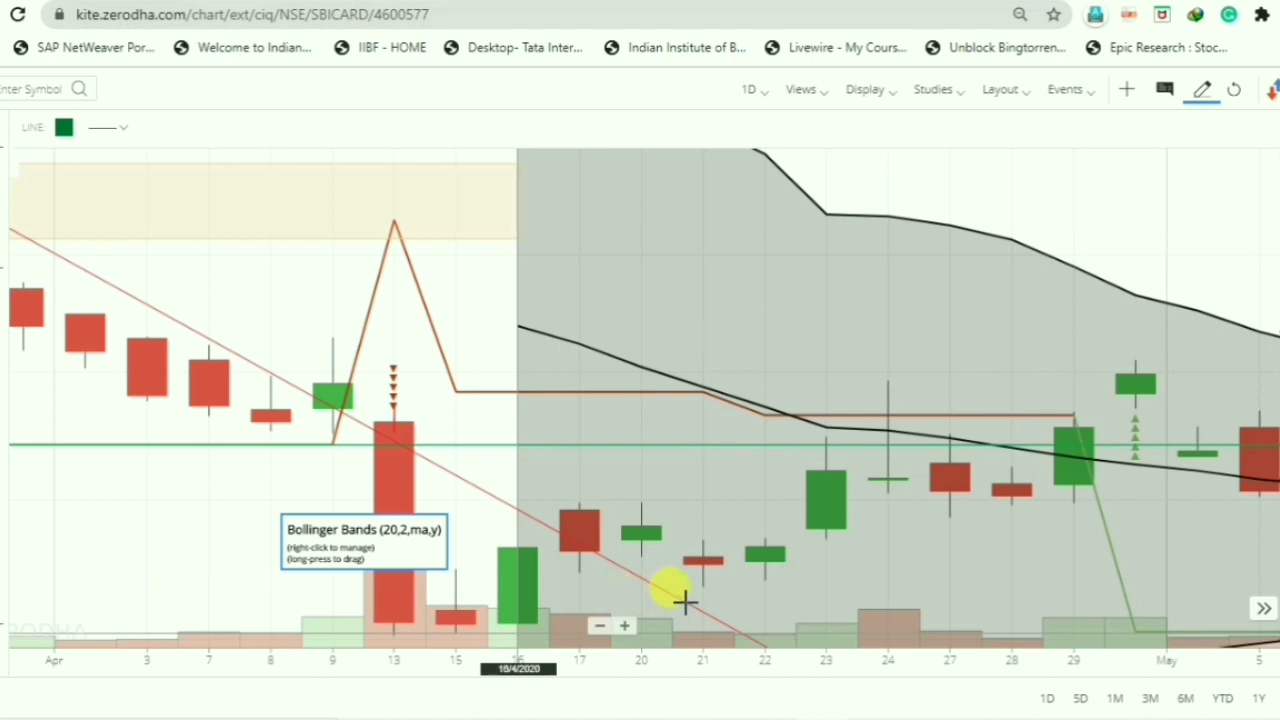 kite.zerodha.com/chart/ext/ciq/NSE/SBICARD/4600577
SAP NetWeaver Por... Welcome to Indian... IIBF - HOME Desktop- Tata Inter... Indian Institute of B... Livewire - My Cours... Unblock Bingtorren... Epic Research : Stoc...
nter Symbol 1D Views Display Studies Layout Events
LINE:
Bollinger Bands (20,2,ma,y)
(right-click to manage)
(long-press to drag)
Apr 3 7 8 9 13 15 16 17 20 21 22 23 24 27 28 29 May 5
16/4/2020
1D 5D 1M 3M 6M YTD 1Y